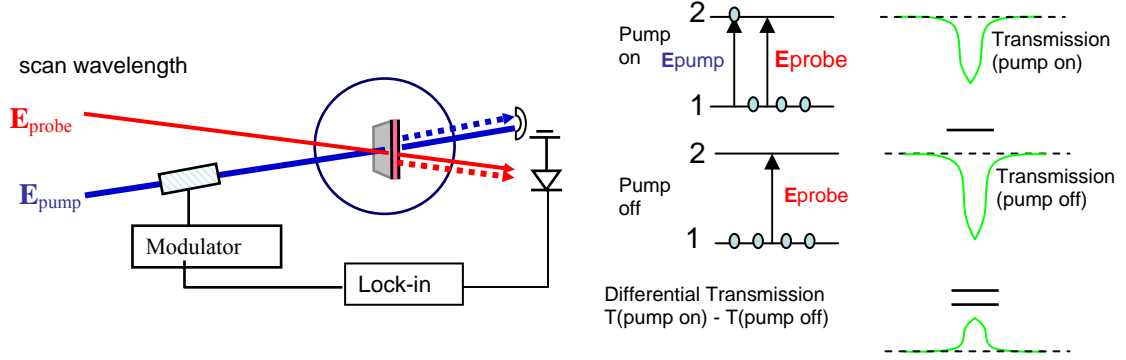 scan wavelength
Eprobe
Epump
Modulator
Lock-in
2
Pump
on
Epump
Eprobe
1
Transmission
(pump on)
2
Pump
off
Eprobe
1
Transmission
(pump off)
Differential Transmission
T(pump on) - T(pump off)